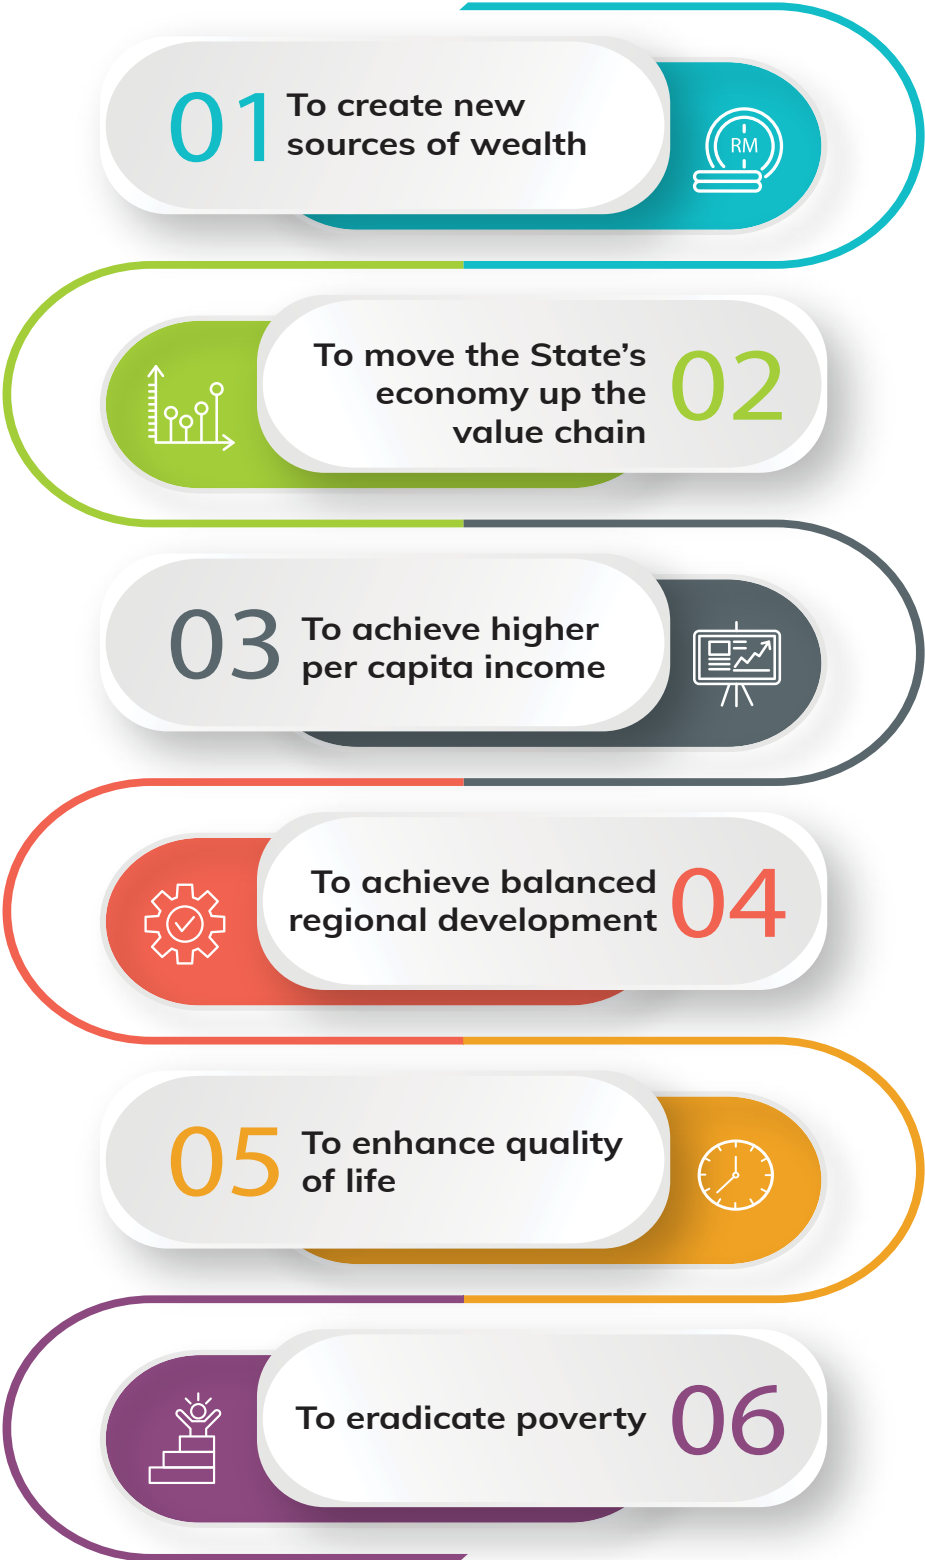 01
To create new
sources of wealth
RM
To move the State’s
economy up the
value chain
02
03
To achieve higher
per capita income
To achieve balanced
regional development
04
05
To enhance quality
of life
To eradicate poverty
06